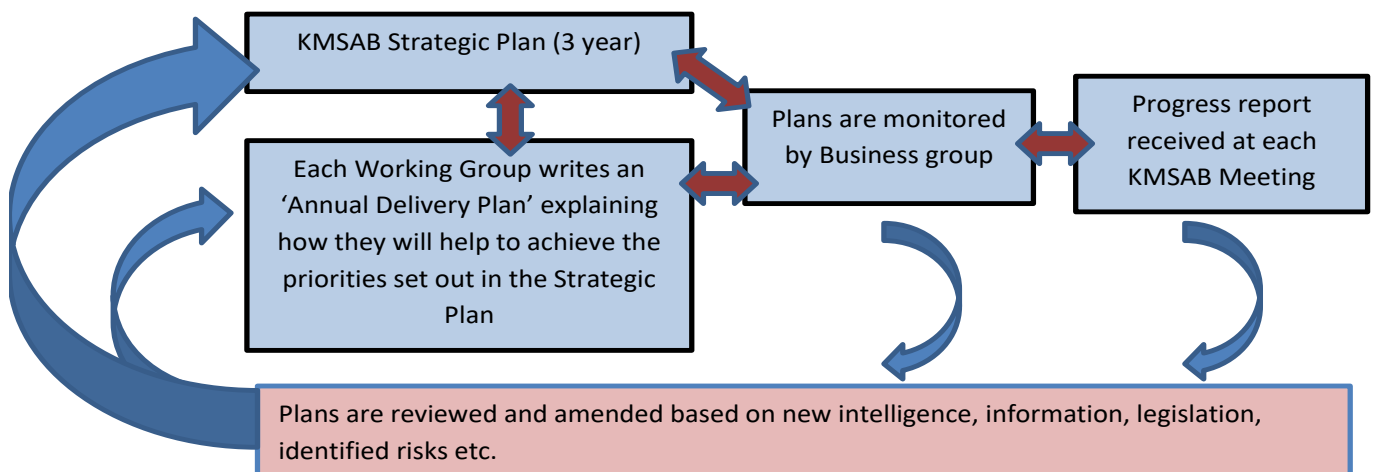 KMSAB Strategic Plan (3 year)
Each Working Group writes an
‘Annual Delivery Plan’ explaining
how they will help to achieve the
priorities set out in the Strategic
Plan
Plans are monitored
by Business group
Progress report
received at each
KMSAB Meeting
Plans are reviewed and amended based on new intelligence, information, legislation,
identified risks etc.